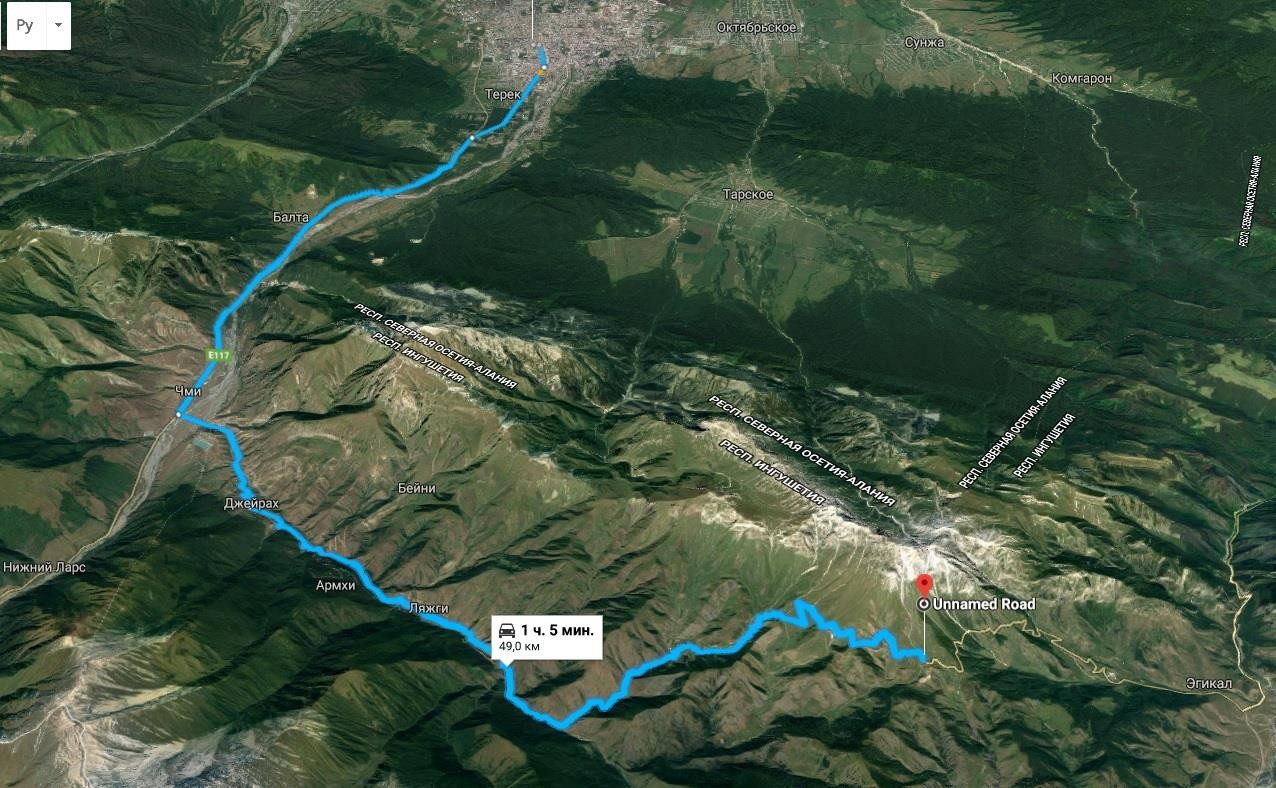 Ру
Октябрьское
Сунжа
Комгарон
Терек
РЕСП. СЕВЕРНАЯ ОСЕТИЯ-АЛАНИЯ
Тарское
Балта
РЕСП. СЕВЕРНАЯ ОСЕТИЯ-АЛАНИЯ
РЕСП. ИНГУШЕТИЯ
E117
Чми
РЕСП. СЕВЕРНАЯ ОСЕТИЯ-АЛАНИЯ
РЕСП. ИНГУШЕТИЯ
РЕСП. СЕВЕРНАЯ ОСЕТИЯ-АЛАНИЯ
РЕСП. ИНГУШЕТИЯ
Бейни
Джейрах
Нижний Ларс
Армхи
Ляжги
Unnamed Road
1 ч. 5 мин.
49,0 км
Эгикал